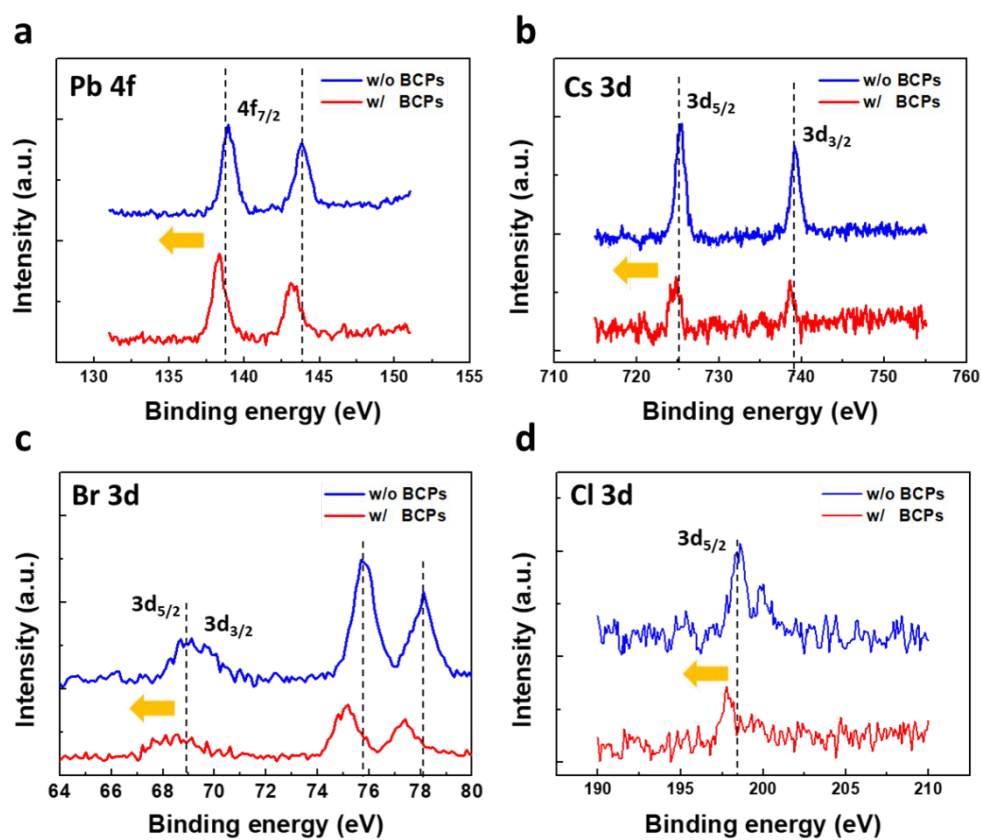 a
Pb 4f
w/o BCPs
w/ BCPs
4f7/2
Intensity (a.u.)
130 135 140 145 150 155
Binding energy (eV)
b
Cs 3d
w/o BCPs
w/ BCPs
3d5/2
3d3/2
Intensity (a.u.)
710 720 730 740 750 760
Binding energy (eV)
c
Br 3d
w/o BCPs
w/ BCPs
3d5/2
3d3/2
Intensity (a.u.)
64 66 68 70 72 74 76 78 80
Binding energy (eV)
d
Cl 3d
w/o BCPs
w/ BCPs
3d5/2
Intensity (a.u.)
190 195 200 205 210
Binding energy (eV)